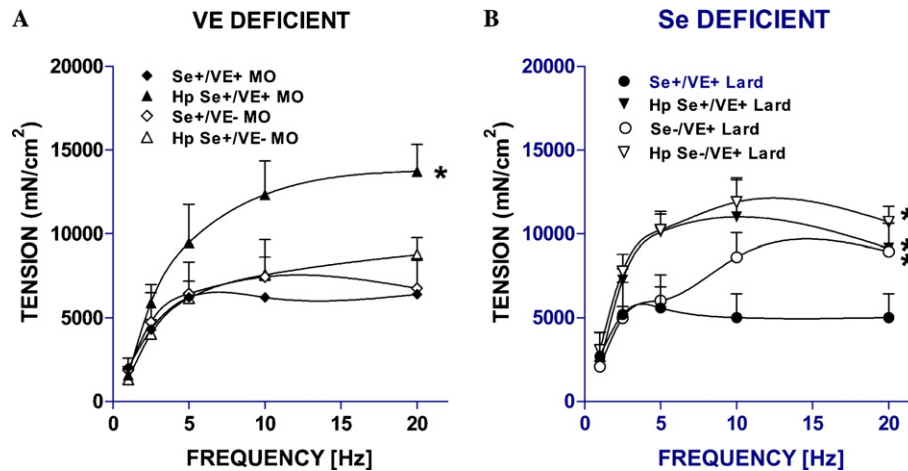 A
VE DEFICIENT
20000
15000
10000
5000
0
TENSION (mN/cm²)
Se+/VE+ MO
Hp Se+/VE+ MO
Se+/VE- MO
Hp Se+/VE- MO
*
0 5 10 15 20
FREQUENCY [Hz]
B
Se DEFICIENT
20000
15000
10000
5000
0
TENSION (mN/cm²)
Se+/VE+ Lard
Hp Se+/VE+ Lard
Se-/VE+ Lard
Hp Se-/VE+ Lard
*
*
*
0 5 10 15 20
FREQUENCY [Hz]